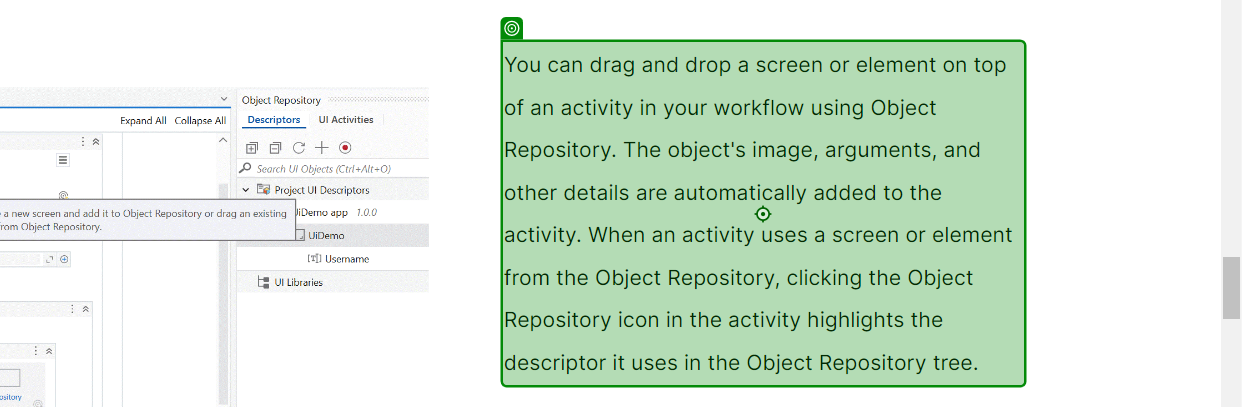 Object Repository
Expand All Collapse All
Descriptors UI Activities
Search UI Objects (Ctrl+Alt+O)
Project UI Descriptors
a new screen and add it to Object Repository or drag an existing
from Object Repository.
UiDemo app 1.0.0
UiDemo
Username
UI Libraries
You can drag and drop a screen or element on top
of an activity in your workflow using Object
Repository. The object's image, arguments, and
other details are automatically added to the
activity. When an activity uses a screen or element
from the Object Repository, clicking the Object
Repository icon in the activity highlights the
descriptor it uses in the Object Repository tree.